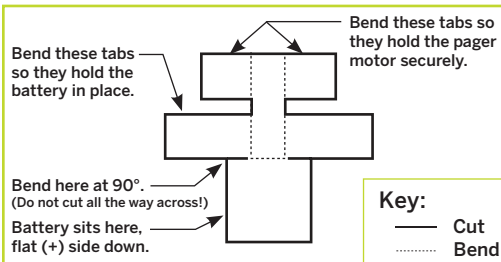 Bend these tabs so
they hold the pager
motor securely.
Bend these tabs
so they hold the
battery in place.
Bend here at 90°.
(Do not cut all the way across!)
Battery sits here,
flat (+) side down.
Key:
Cut
Bend